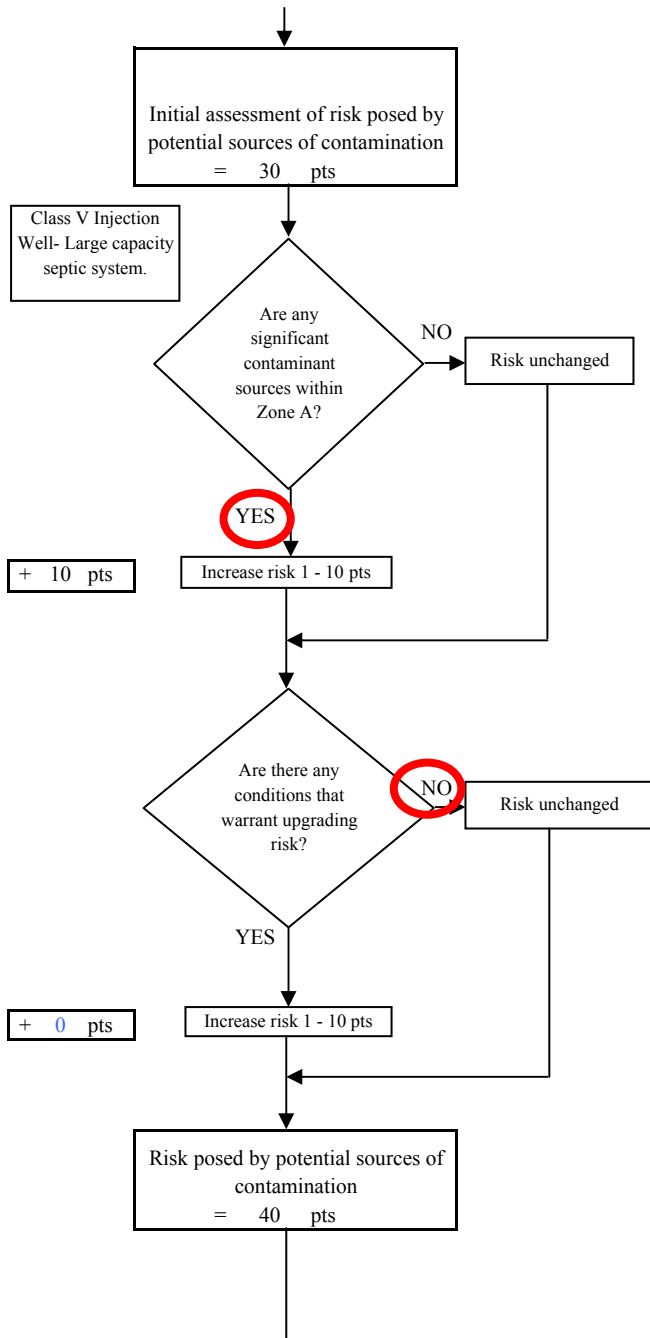 Initial assessment of risk posed by
potential sources of contamination
= 30 pts
Class V Injection
Well- Large capacity
septic system.
Are any
significant
contaminant
sources within
Zone A?
NO
Risk unchanged
YES
+ 10 pts
Increase risk 1 - 10 pts
Are there any
conditions that
warrant upgrading
risk?
NO
Risk unchanged
YES
+ 0 pts
Increase risk 1 - 10 pts
Risk posed by potential sources of
contamination
= 40 pts